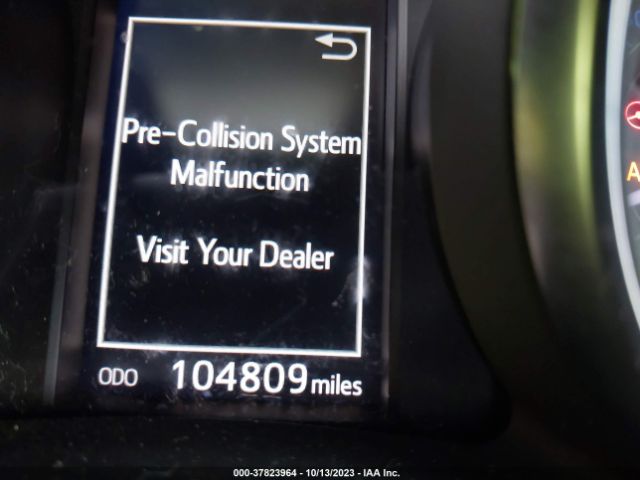 Pre-Collision System
Malfunction
Visit Your Dealer
ODO 104809 miles
A
000-37823964 - 10/13/2023 - IAA Inc.